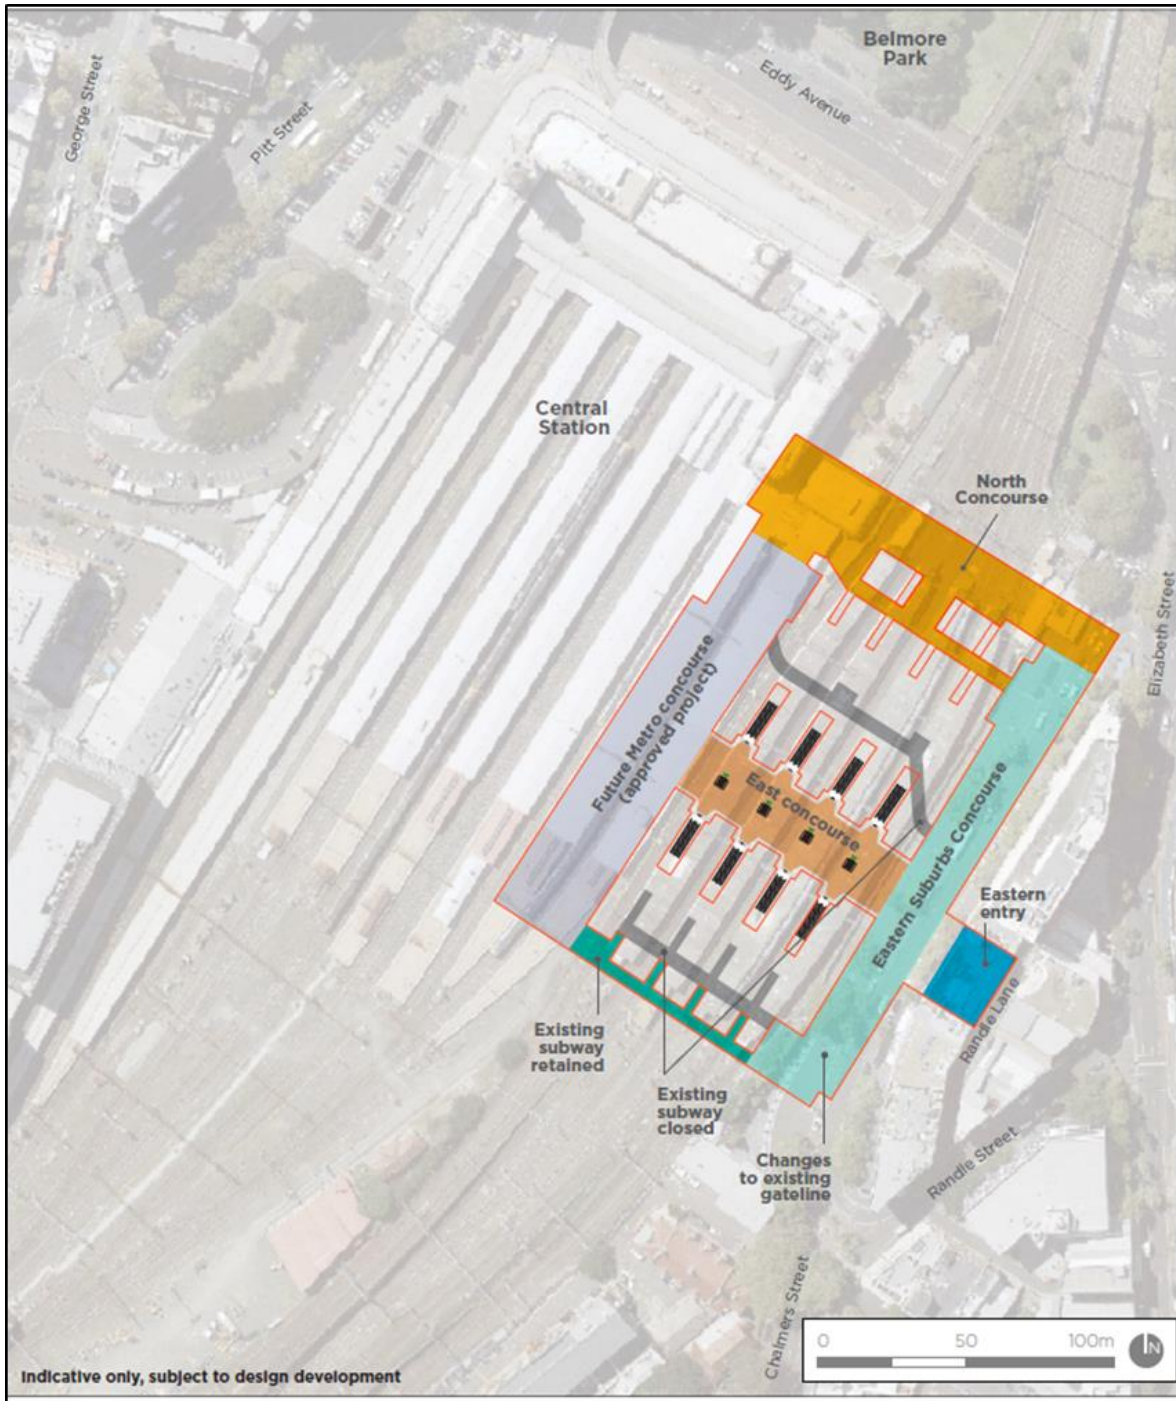 Belmore
Park
Eddy Avenue
George Street
Pitt Street
Central
Station
North
Concourse
Elizabeth Street
Future Metro concourse
(approved project)
East concourse
Eastern Suburbs Concourse
Eastern
entry
Randle Lane
Existing
subway
retained
Existing
subway
closed
Changes
to existing
gateline
Randle Street
Chalmers Street
0 50 100m
N
Indicative only, subject to design development